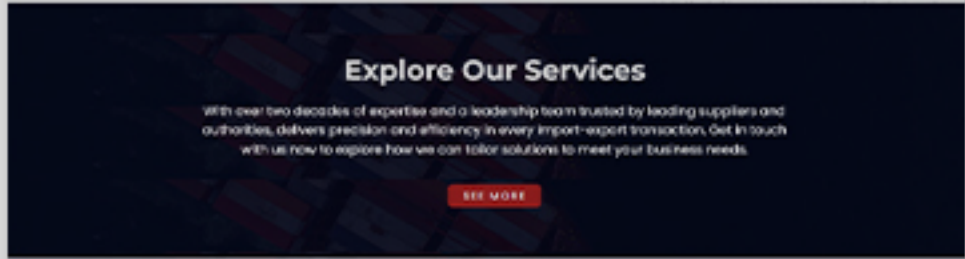 Explore Our Services
With over two decades of expertise and a leadership team trusted by leading suppliers and
authorities, delivers precision and efficiency in every import-export transaction. Get in touch
with us now to explore how we can tailor solutions to meet your business needs.
SEE MORE